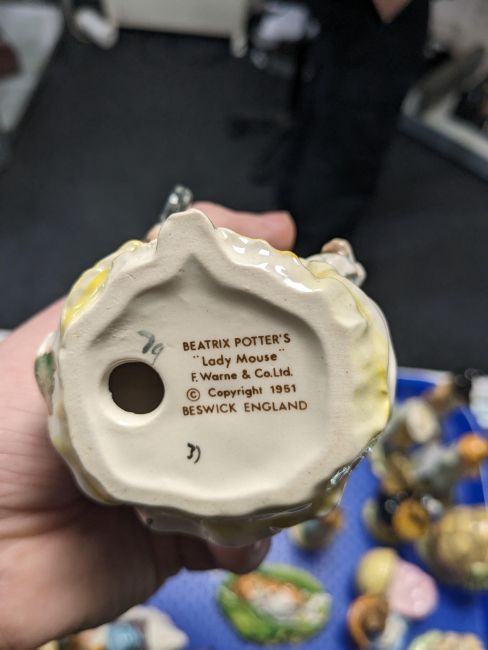 BEATRIX POTTER'S
"Lady Mouse"
F. Warne & Co. Ltd.
© Copyright 1951
BESWICK ENGLAND